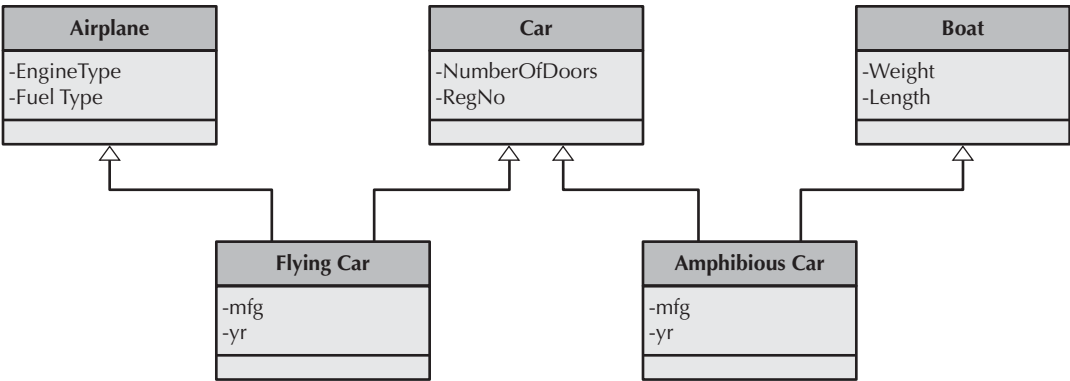 Airplane
-EngineType
-Fuel Type
Car
-NumberOfDoors
-RegNo
Boat
-Weight
-Length
Flying Car
-mfg
-yr
Amphibious Car
-mfg
-yr